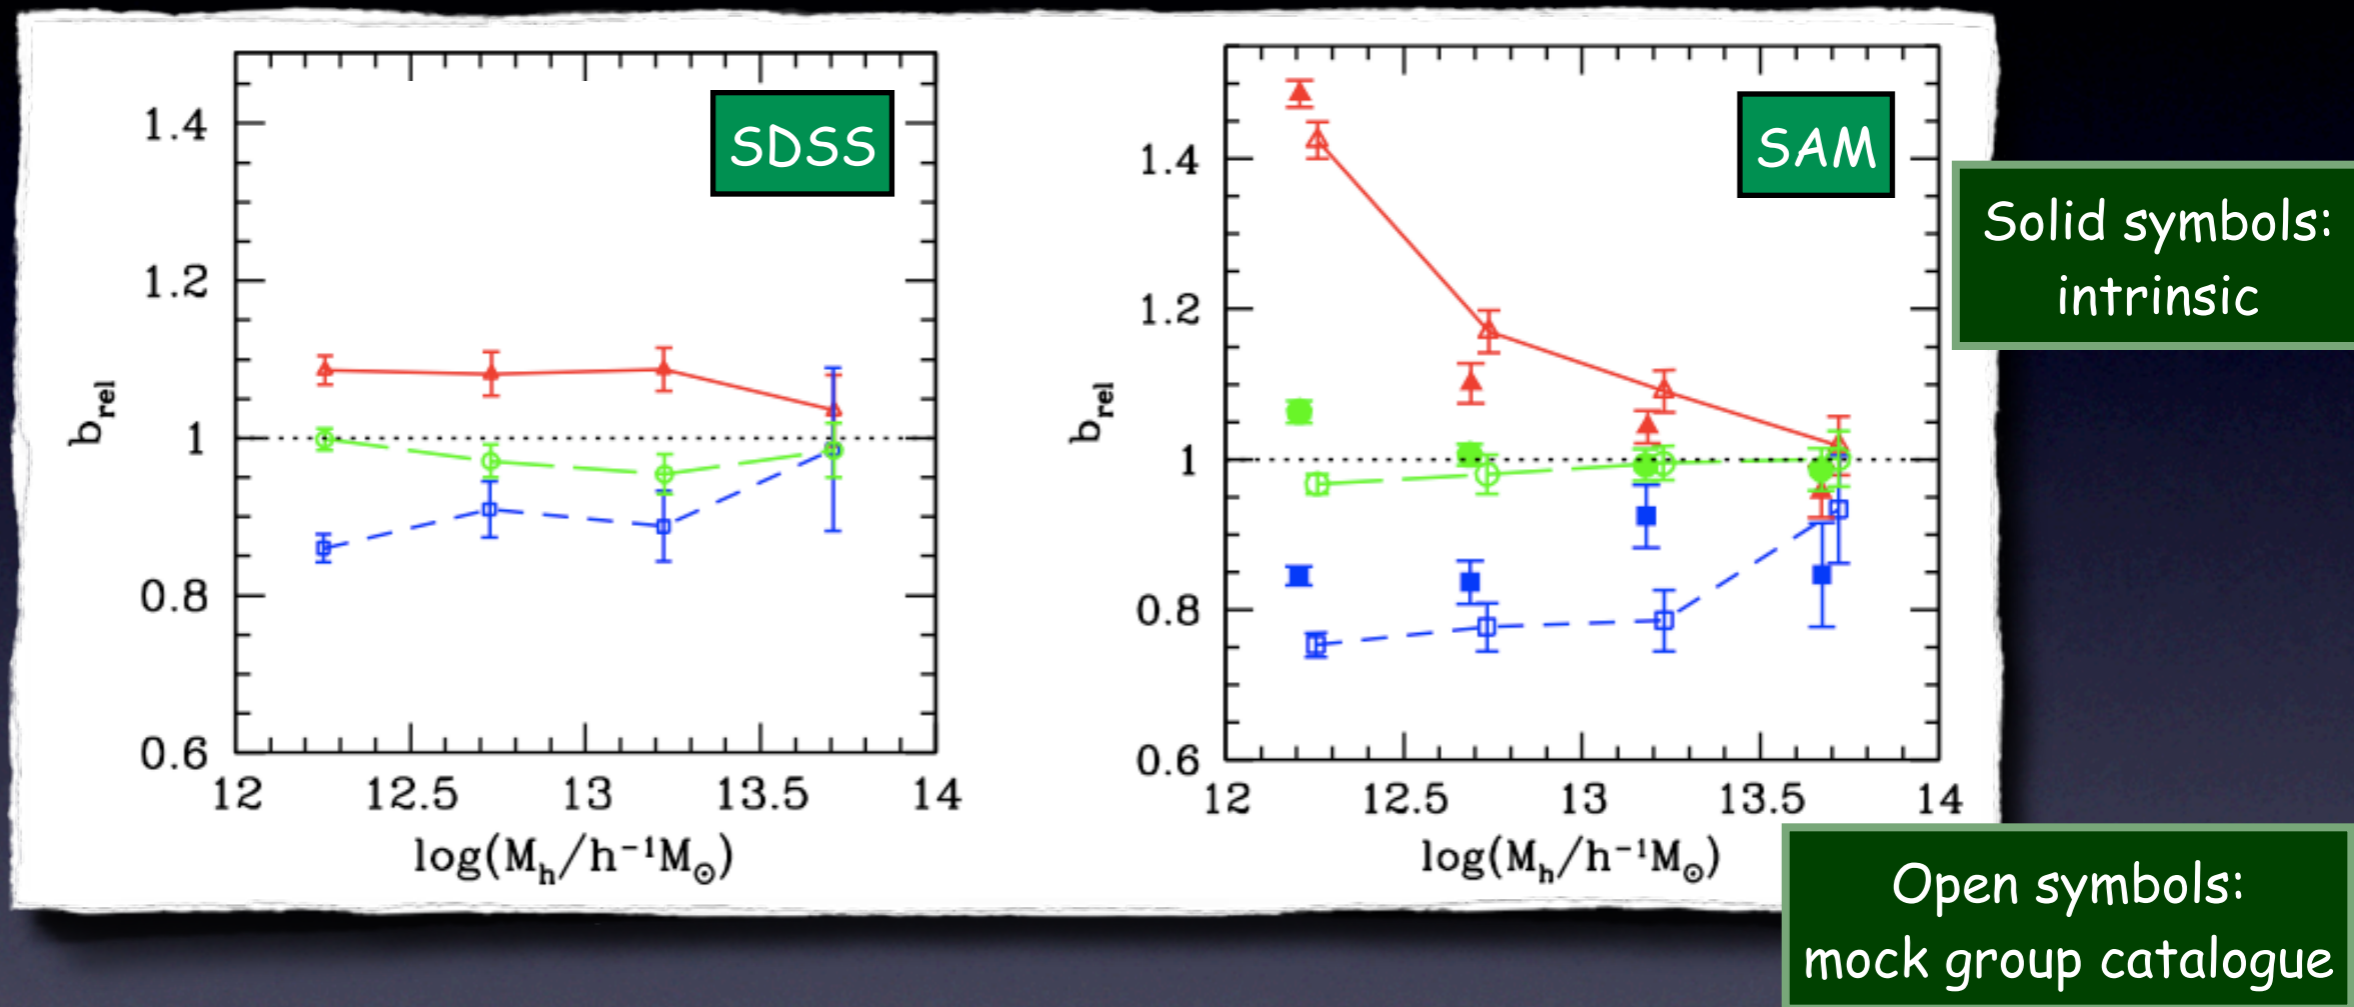 SDSS
1.4
1.2
1
0.8
0.6
b_rel
12 12.5 13 13.5 14
log(M_h/h⁻¹M_⊙)
SAM
1.4
1.2
1
0.8
0.6
b_rel
12 12.5 13 13.5 14
log(M_h/h⁻¹M_⊙)
Solid symbols:
intrinsic
Open symbols:
mock group catalogue